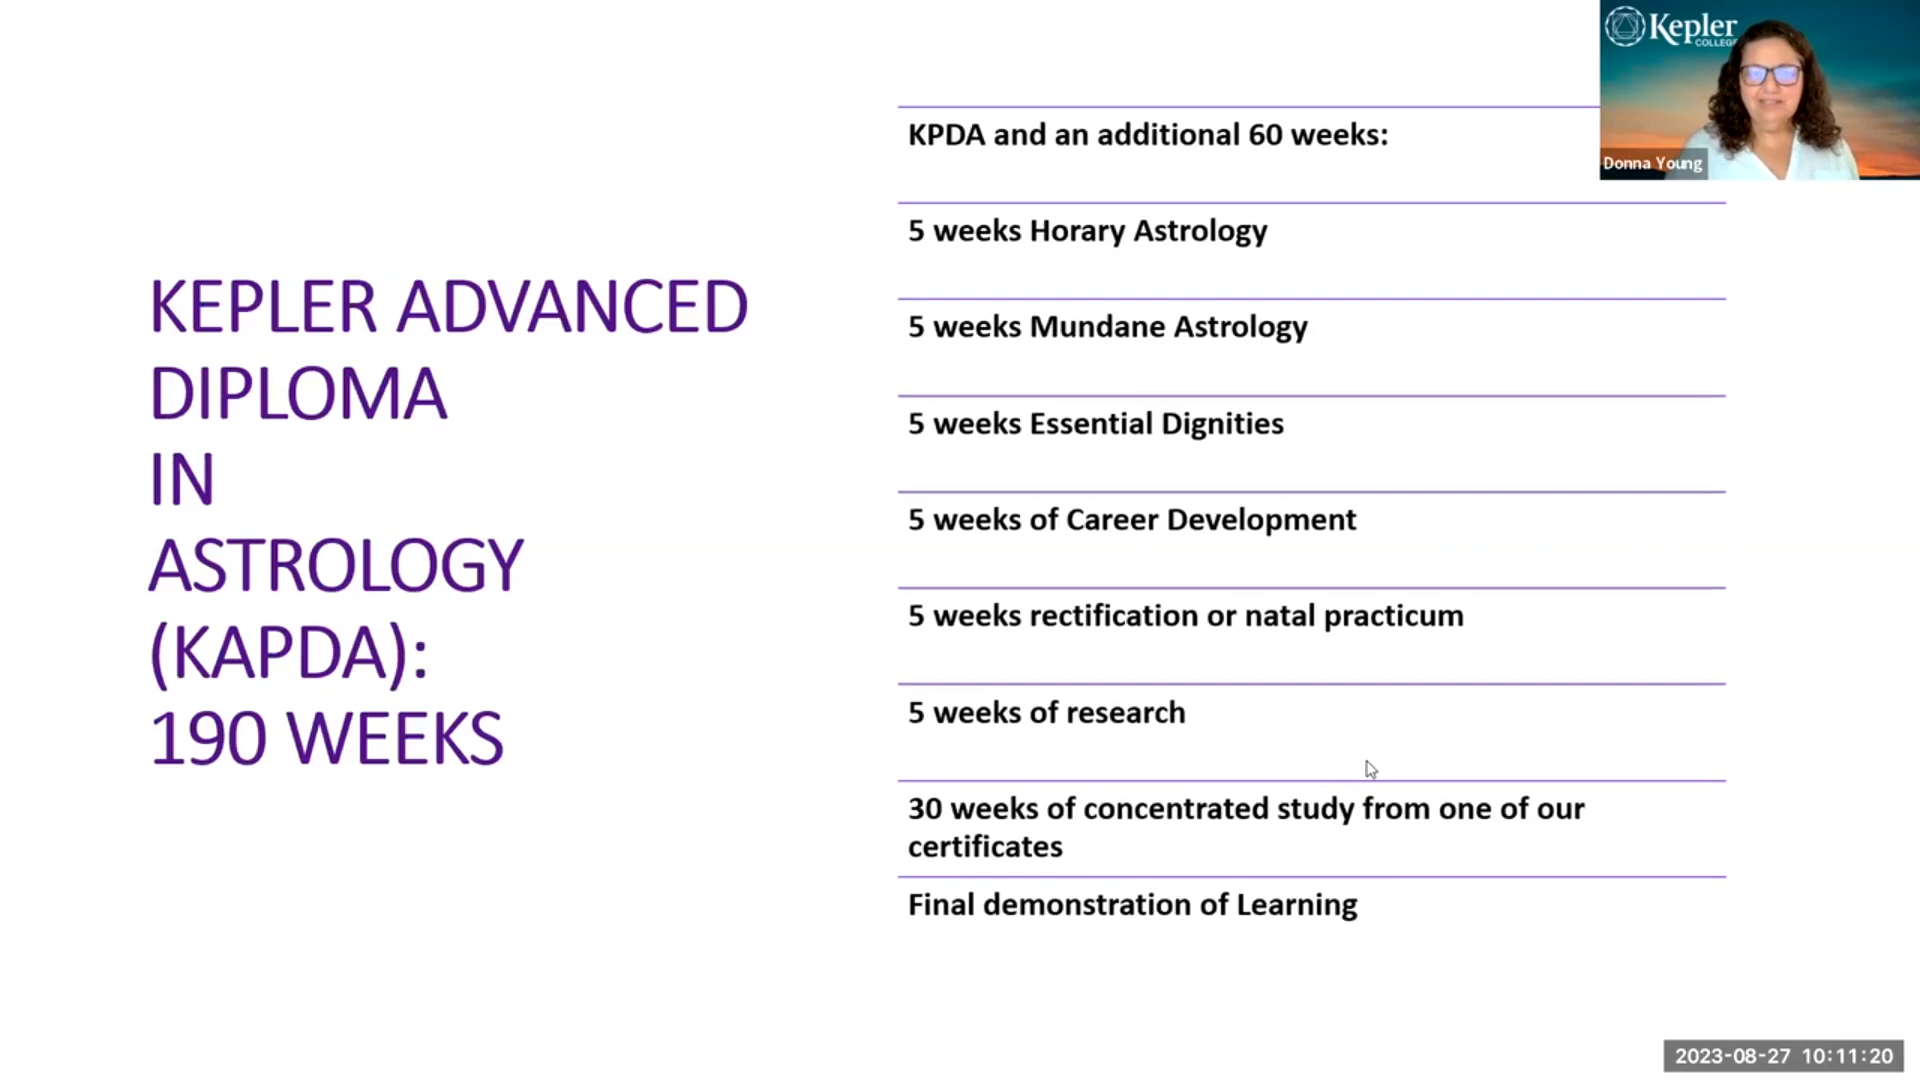 KEPLER ADVANCED
DIPLOMA
IN
ASTROLOGY
(KAPDA):
190 WEEKS
KPDA and an additional 60 weeks:
5 weeks Horary Astrology
5 weeks Mundane Astrology
5 weeks Essential Dignities
5 weeks of Career Development
5 weeks rectification or natal practicum
5 weeks of research
30 weeks of concentrated study from one of our
certificates
Final demonstration of Learning
Kepler
COLLEGE
Donna Young
2023-08-27 10:11:20